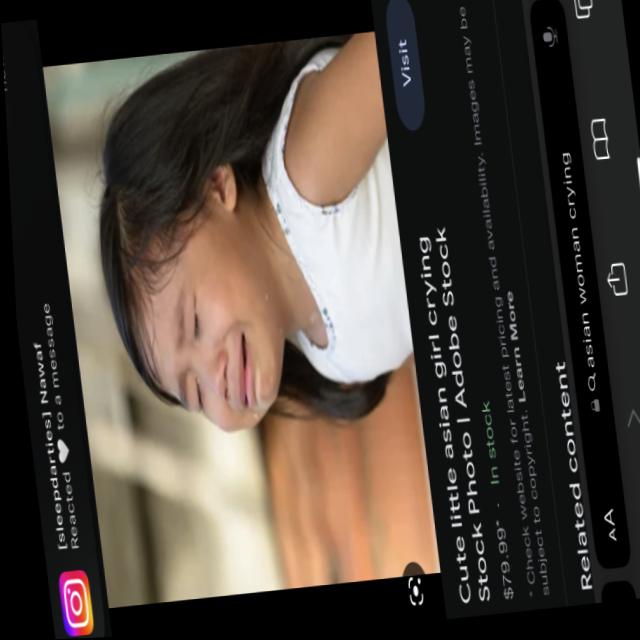 [sleepdarties] Nawaf
Reacted 🤍 to a message
Visit
Cute little asian girl crying
Stock Photo | Adobe Stock
$79.99* · In stock
* Check website for latest pricing and availability. Images may be
subject to copyright. Learn More
Related content
AA
asian woman crying